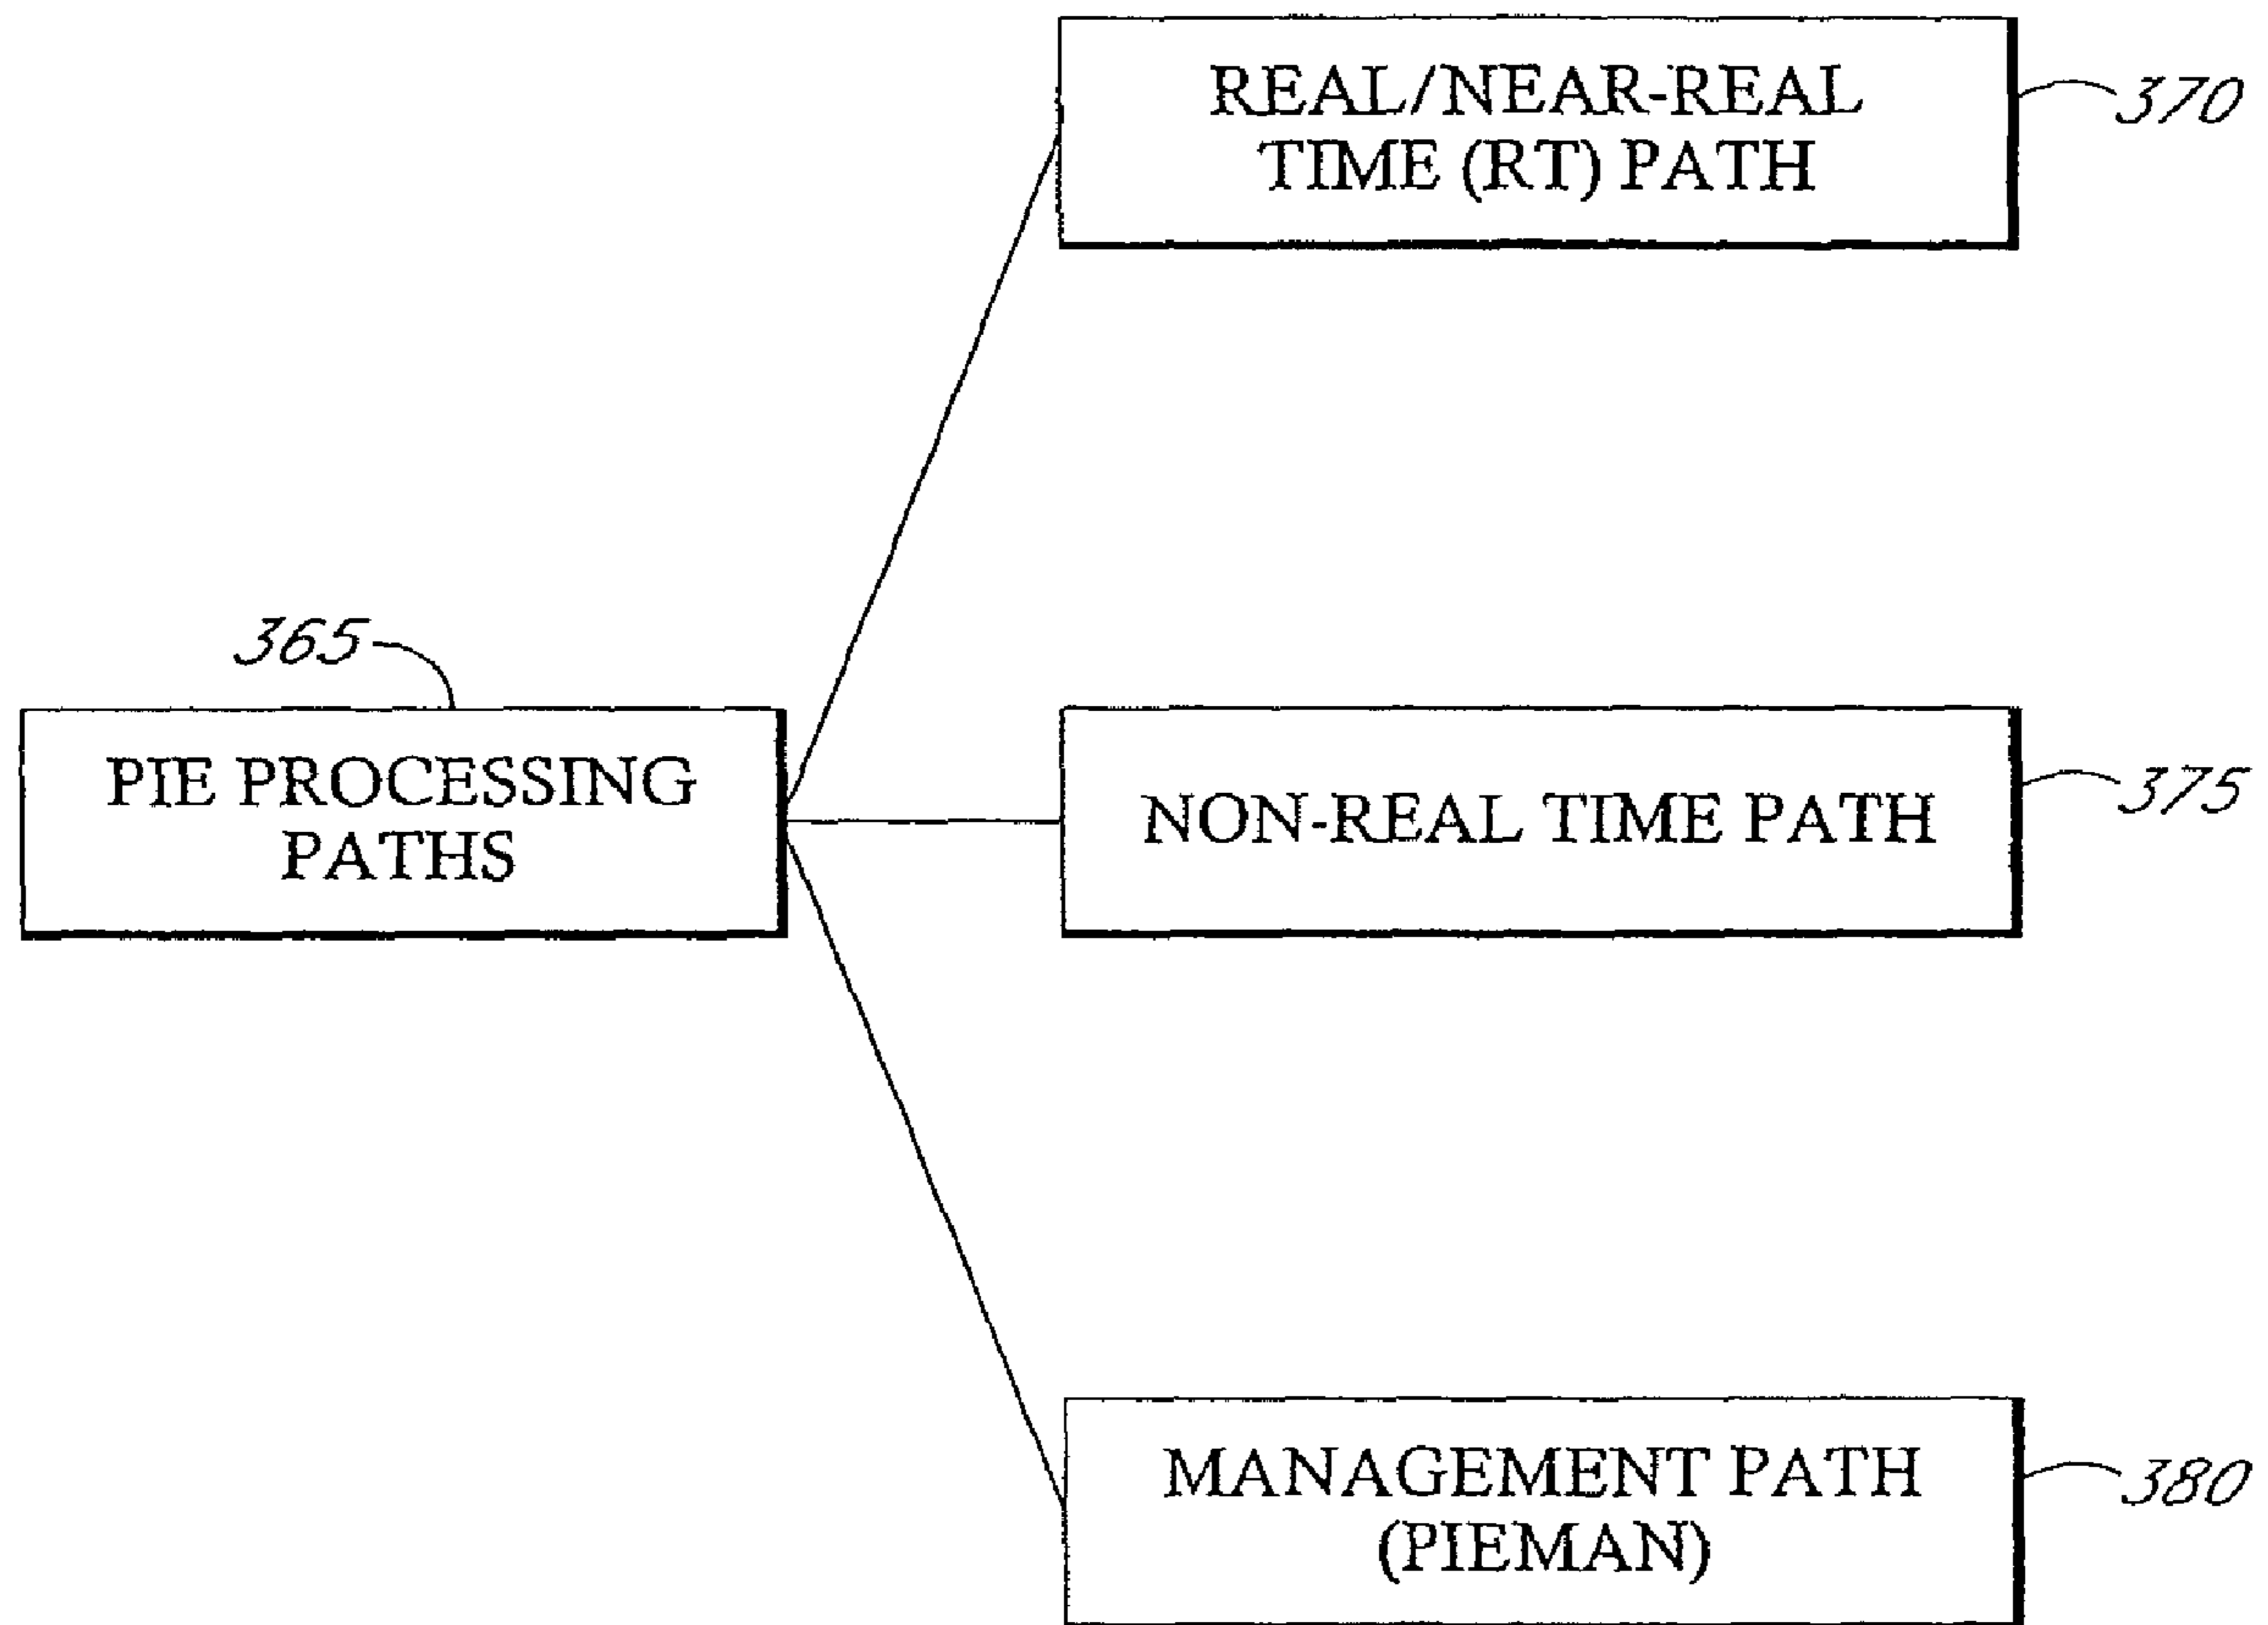 REAL/NEAR-REAL
TIME (RT) PATH
370
365
PIE PROCESSING
PATHS
NON-REAL TIME PATH
375
MANAGEMENT PATH
(PIEMAN)
380